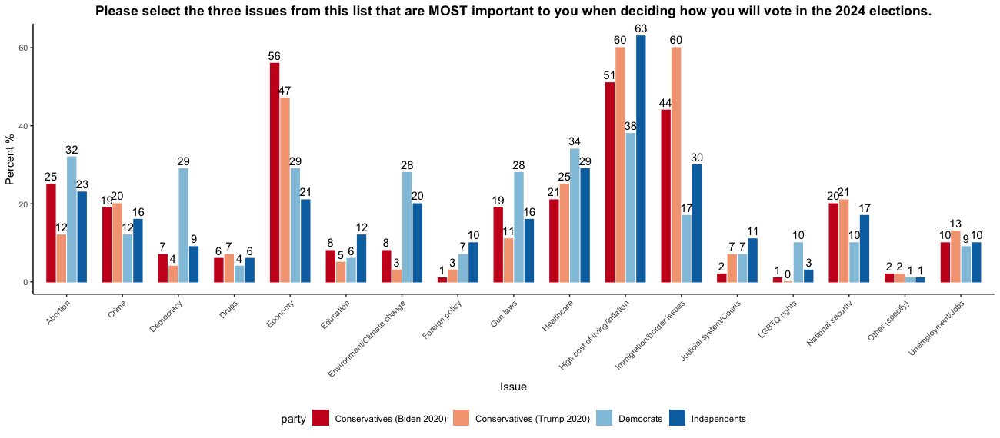 Please select the three issues from this list that are MOST important to you when deciding how you will vote in the 2024 elections.
Percent %
60
40
20
0
25 12 32 23
19 20 12 16
7 4 29 9
6 7 4 6
56 47 29 21
8 5 6 12
8 3 28 20
1 3 7 10
19 11 28 16
21 25 34 29
51 60 38 63
44 60 17 30
2 7 7 11
1 0 10 3
20 21 10 17
2 2 1 1
10 13 9 10
Abortion
Crime
Democracy
Drugs
Economy
Education
Environment/Climate change
Foreign policy
Gun laws
Healthcare
High cost of living/inflation
Immigration/border issues
Judicial system/Courts
LGBTQ rights
National security
Other (specify)
Unemployment/Jobs
Issue
party Conservatives (Biden 2020) Conservatives (Trump 2020) Democrats Independents